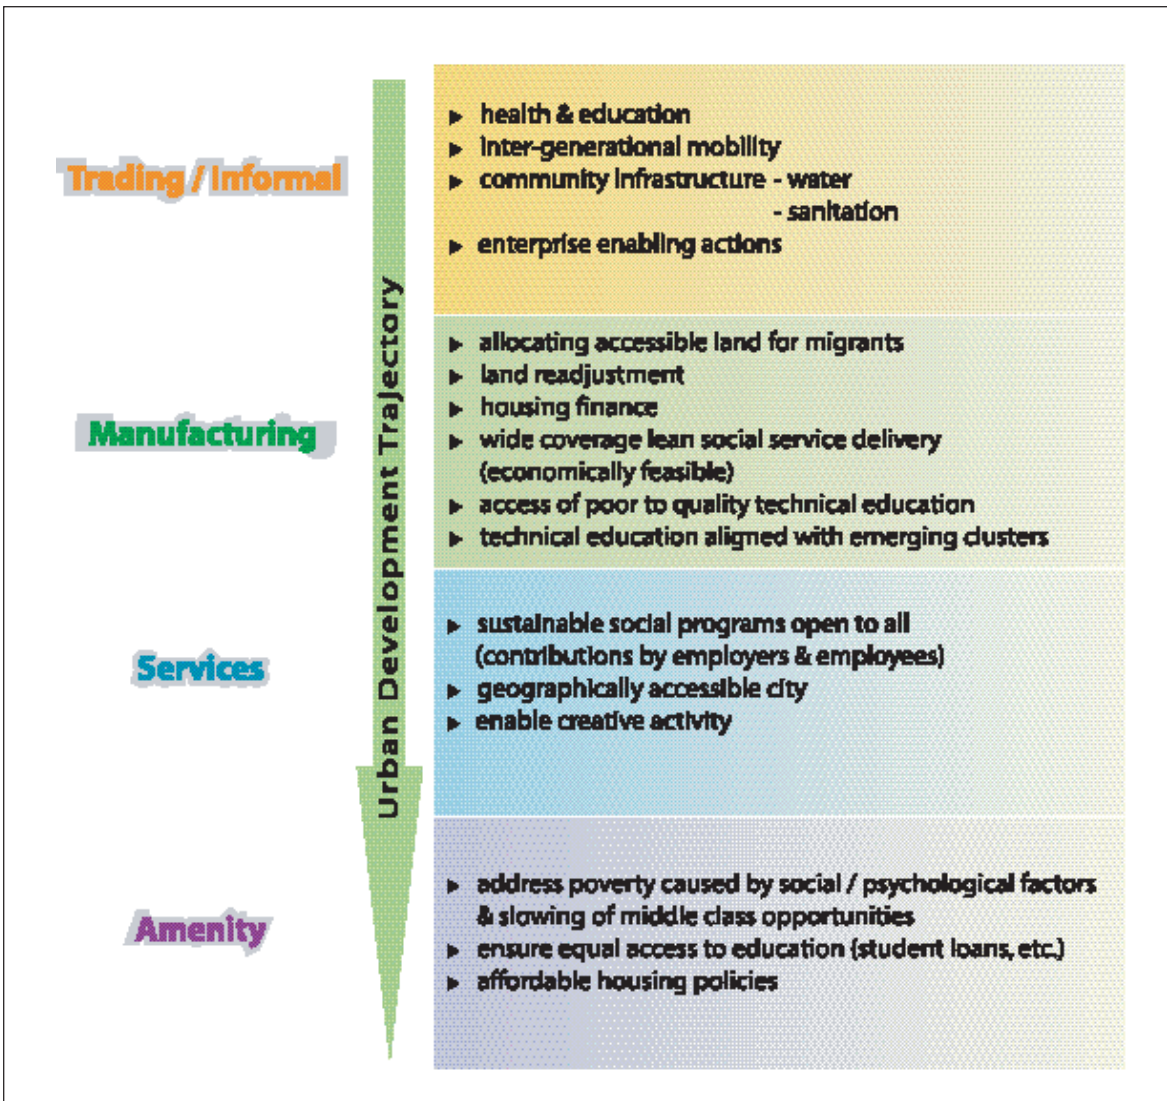 Trading / Informal
► health & education
► inter-generational mobility
► community infrastructure - water
- sanitation
► enterprise enabling actions
Urban Development Trajectory
Manufacturing
► allocating accessible land for migrants
► land readjustment
► housing finance
► wide coverage lean social service delivery
(economically feasible)
► access of poor to quality technical education
► technical education aligned with emerging clusters
Services
► sustainable social programs open to all
(contributions by employers & employees)
► geographically accessible city
► enable creative activity
Amenity
► address poverty caused by social / psychological factors
& slowing of middle class opportunities
► ensure equal access to education (student loans, etc.)
► affordable housing policies